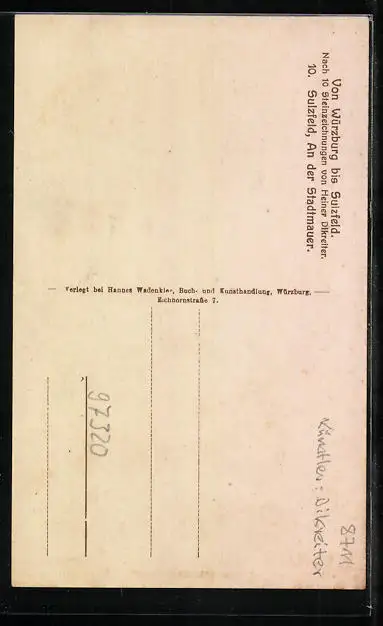 Von Würzburg bis Sulzfeld.
Nach 10 Steinzeichnungen von Heiner Dikreiter.
10. Sulzfeld, An der Stadtmauer.
Verlegt bei Hannes Wadenkle, Buch- und Kunsthandlung, Würzburg,
Eichhornstraße 7.
97320
Künstler: Dikreiter
8711